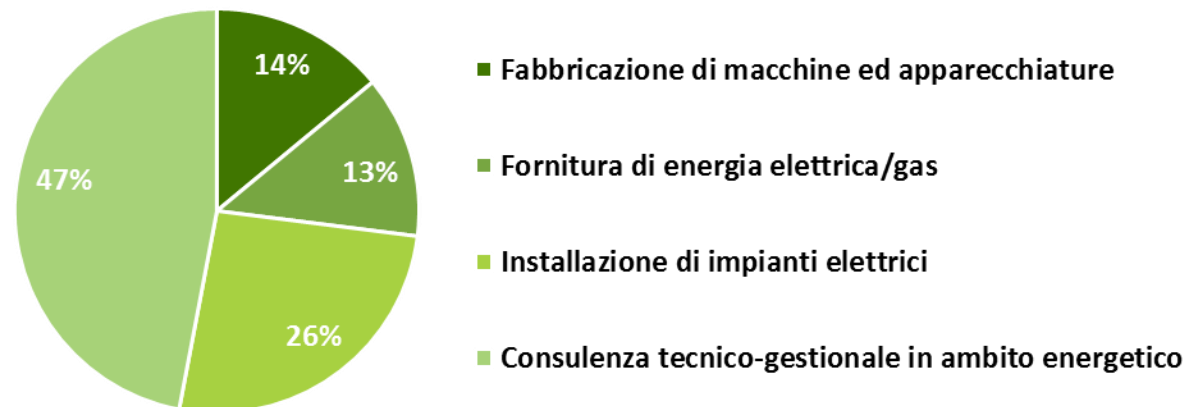 14%
13%
26%
47%
Fabbricazione di macchine ed apparecchiature
Fornitura di energia elettrica/gas
Installazione di impianti elettrici
Consulenza tecnico-gestionale in ambito energetico